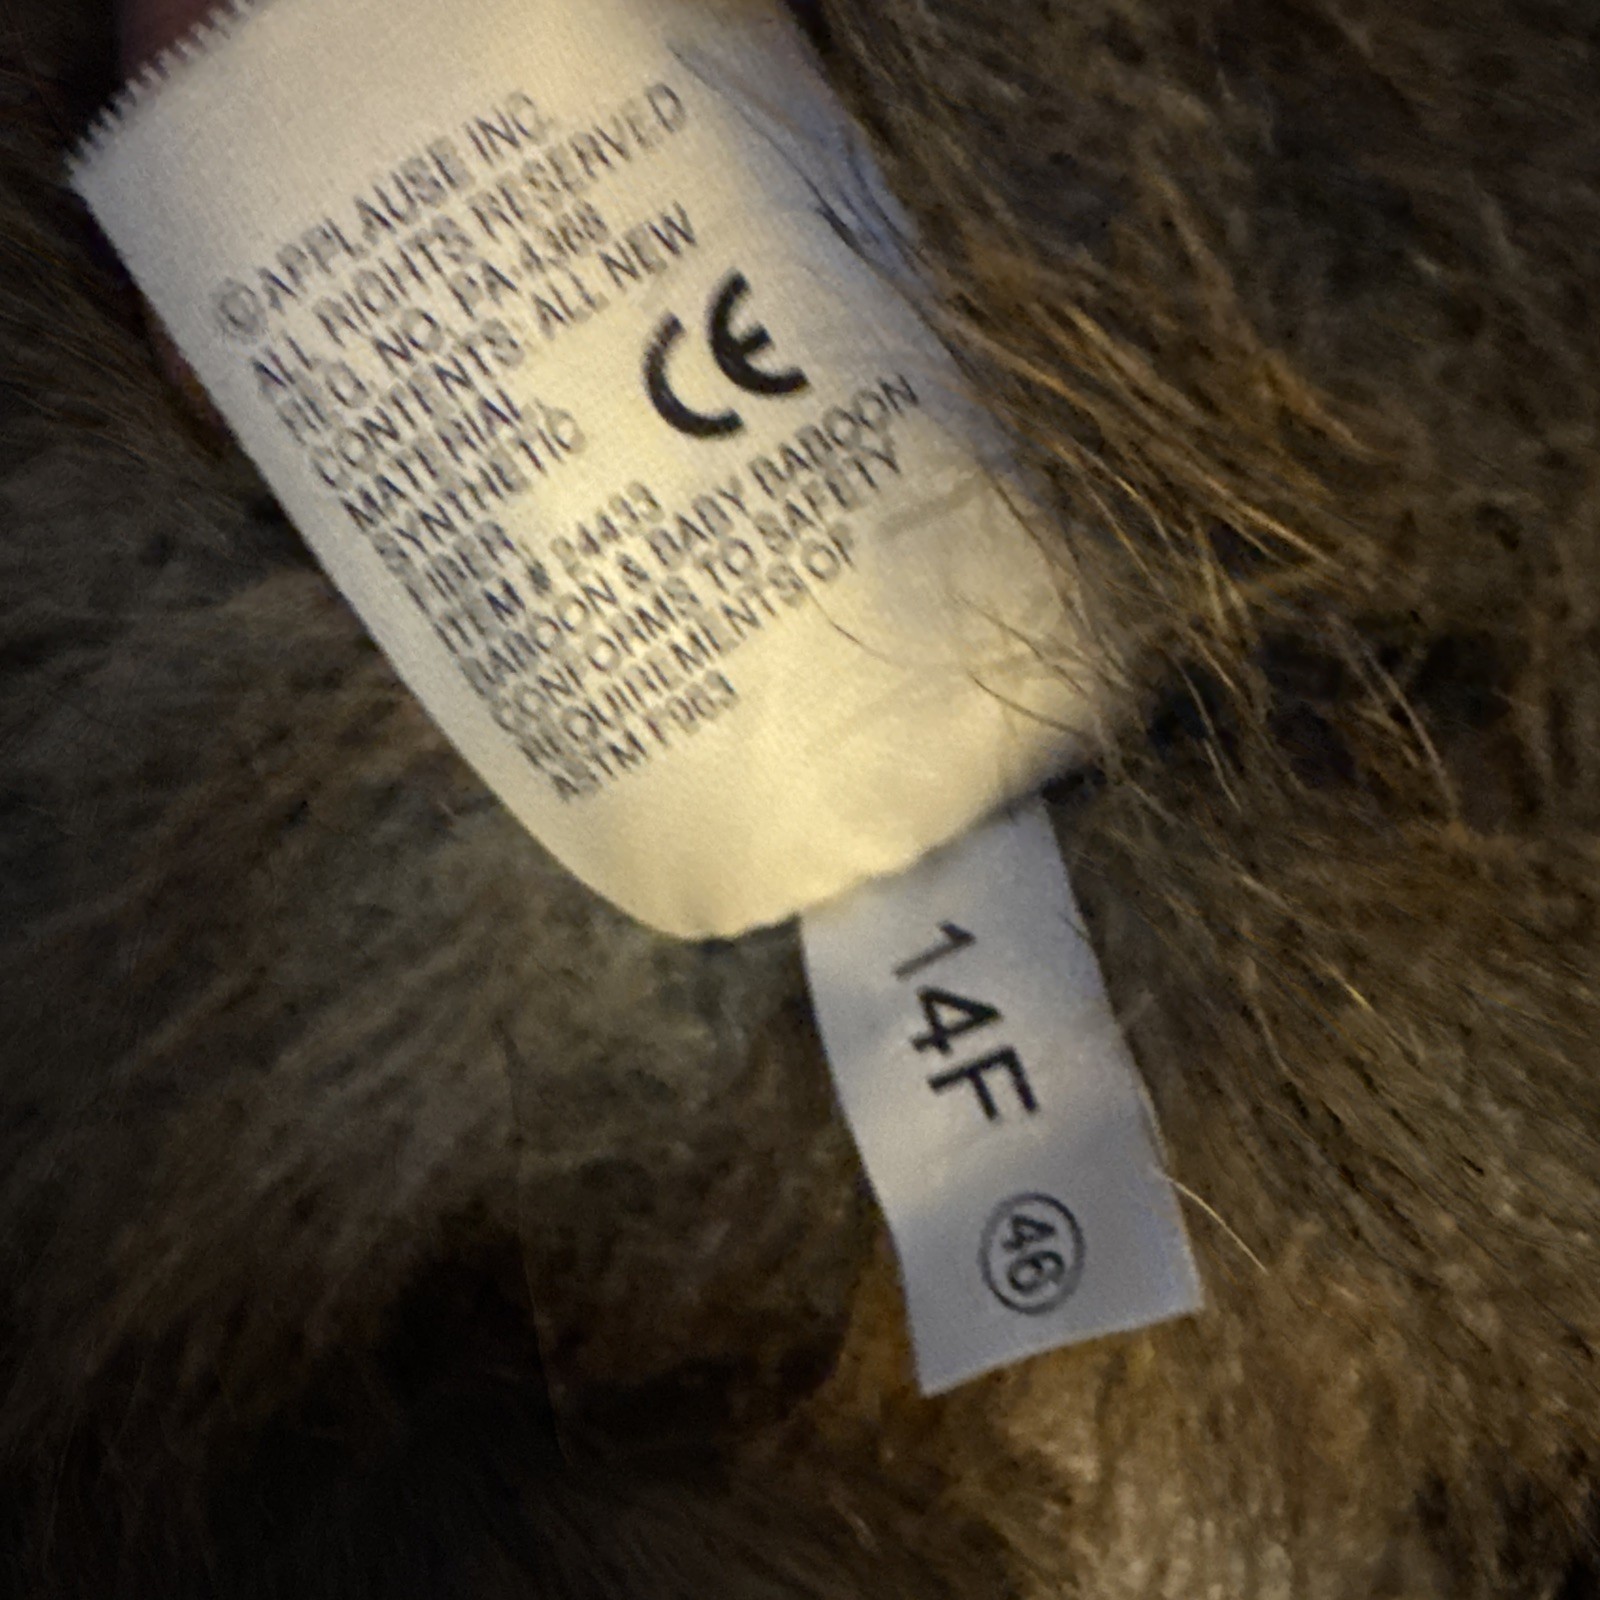 ©APPLAUSE INC.
ALL RIGHTS RESERVED
REG. NO. PA 4368
CONTENTS: ALL NEW
MATERIAL
SYNTHETIC
FIBER
CE
ITEM # 24433
BABOON & BABY BABOON
CONFORMS TO SAFETY
REQUIREMENTS OF
ASTM F963
14F
46